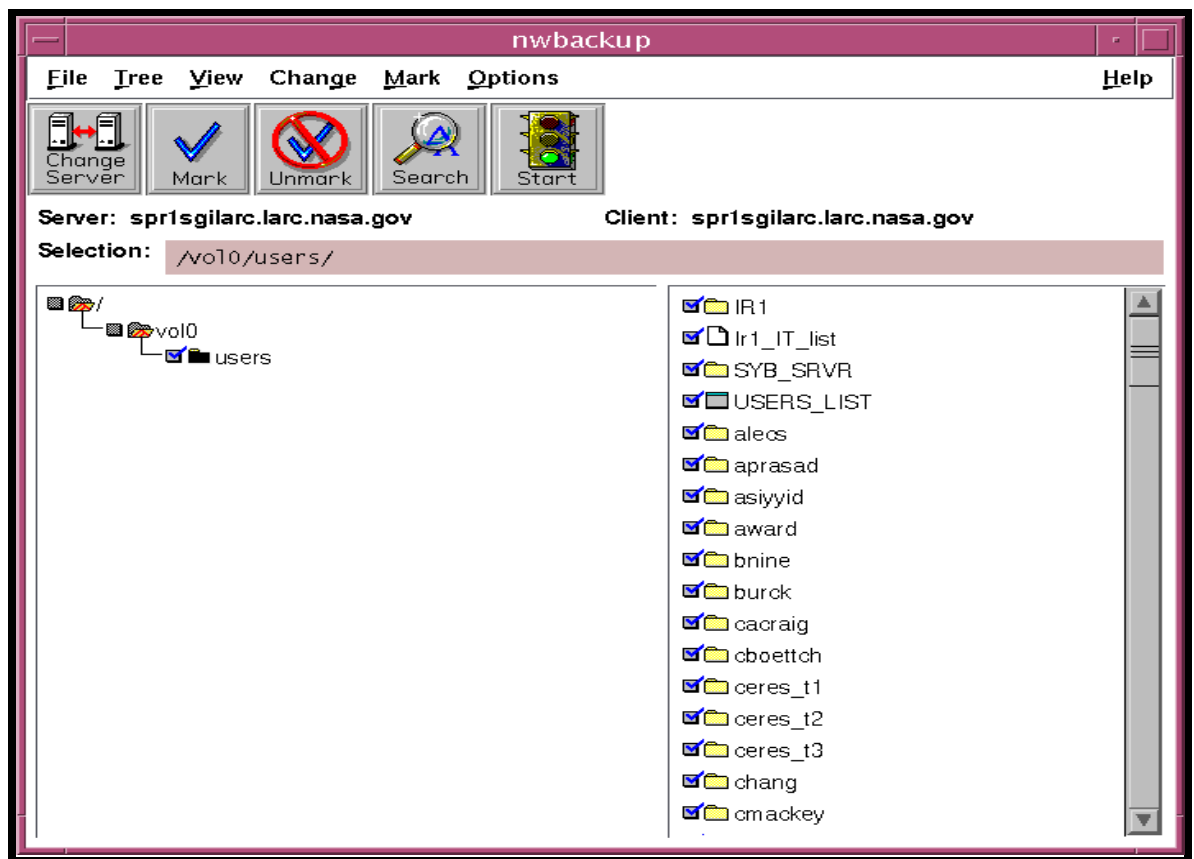 nwbackup
File Tree View Change Mark Options Help
Change Server Mark Unmark Search Start
Server: spr1sgilarc.larc.nasa.gov Client: spr1sgilarc.larc.nasa.gov
Selection: /vol0/users/
/
vol0
users
IR1
Ir1_IT_list
SYB_SRVR
USERS_LIST
alecs
aprasad
asiyyid
award
bnine
burck
cacraig
cboettch
ceres_t1
ceres_t2
ceres_t3
chang
cmackey